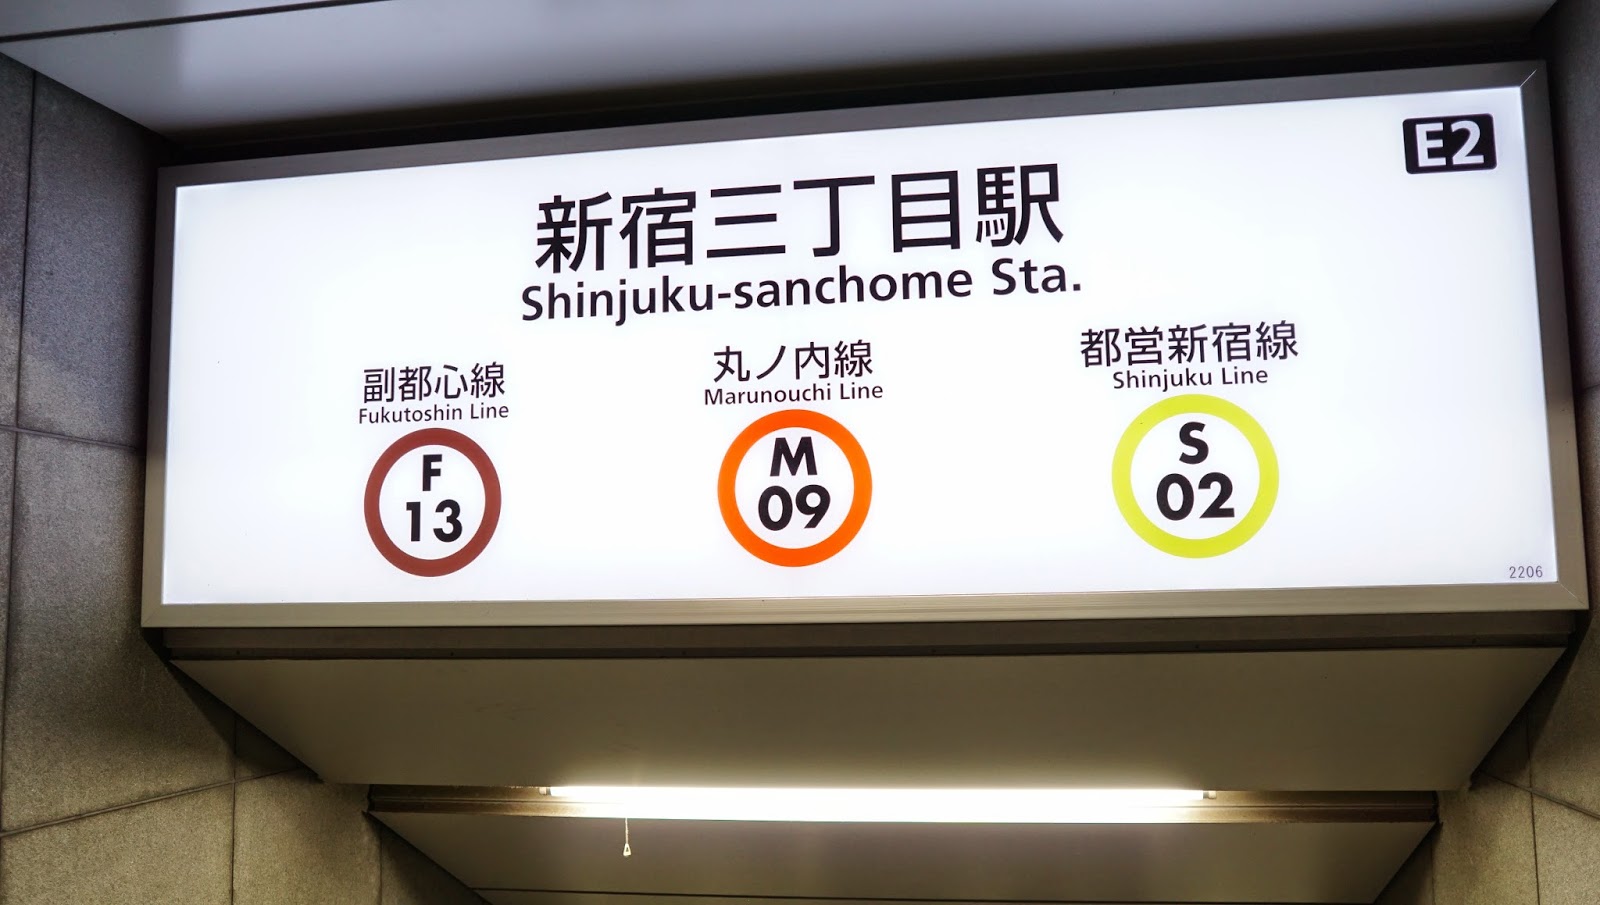 E2
新宿三丁目駅
Shinjuku-sanchome Sta.
副都心線
Fukutoshin Line
F
13
丸ノ内線
Marunouchi Line
M
09
都営新宿線
Shinjuku Line
S
02
2206